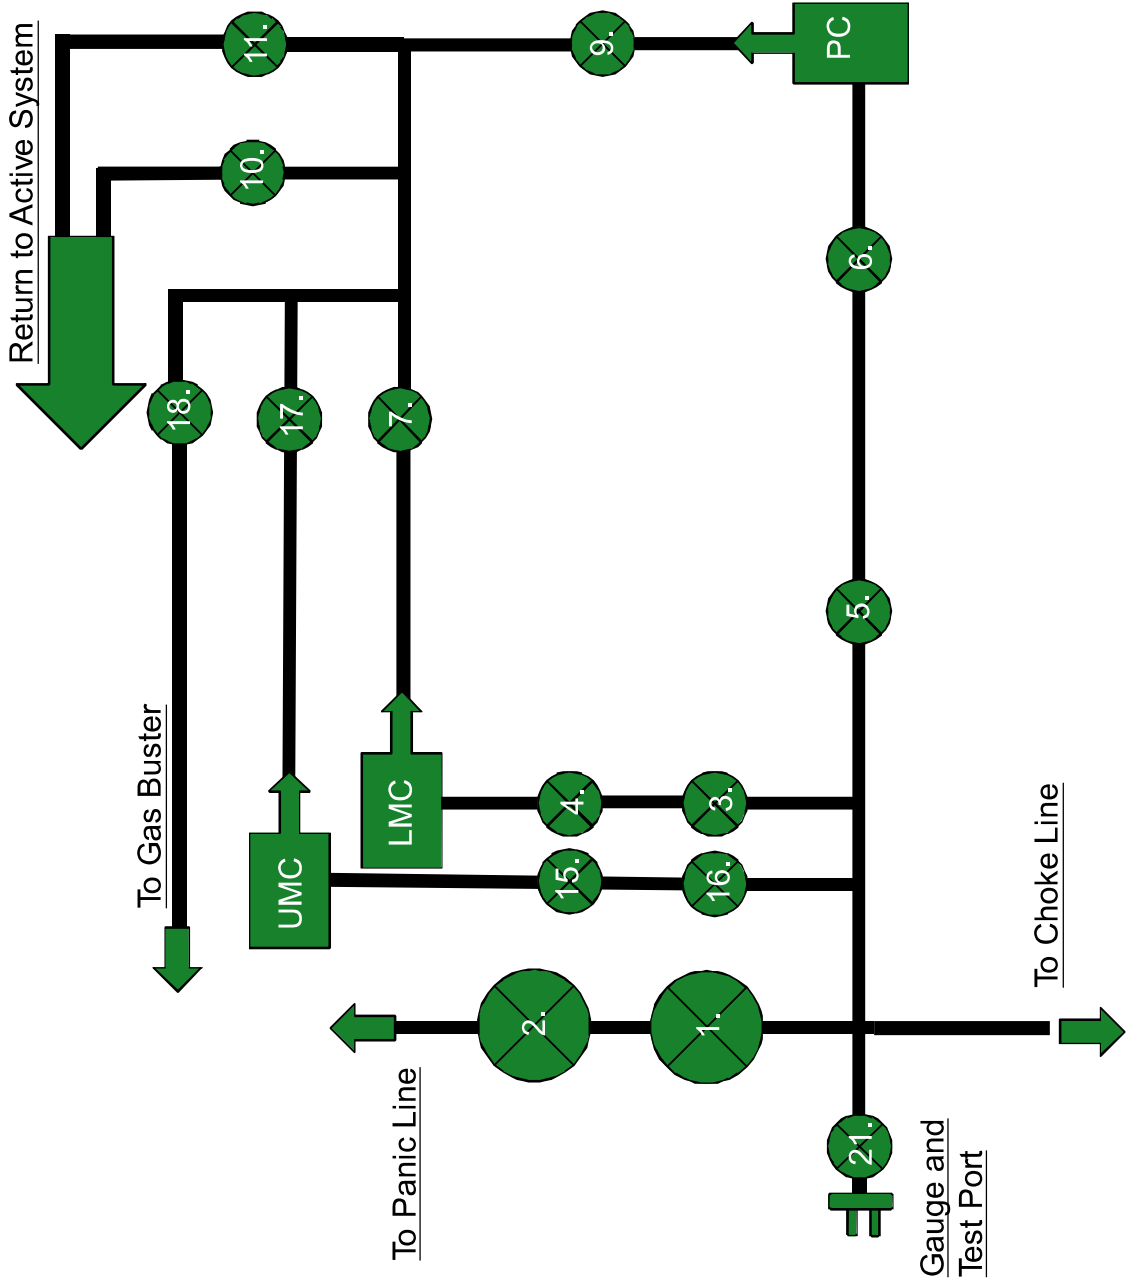 Return to Active System
To Gas Buster
18.
10.
11.
UMC
17.
To Panic Line
LMC
7.
2.
15.
4.
9.
1.
16.
3.
PC
21.
5.
6.
Gauge and
Test Port
To Choke Line